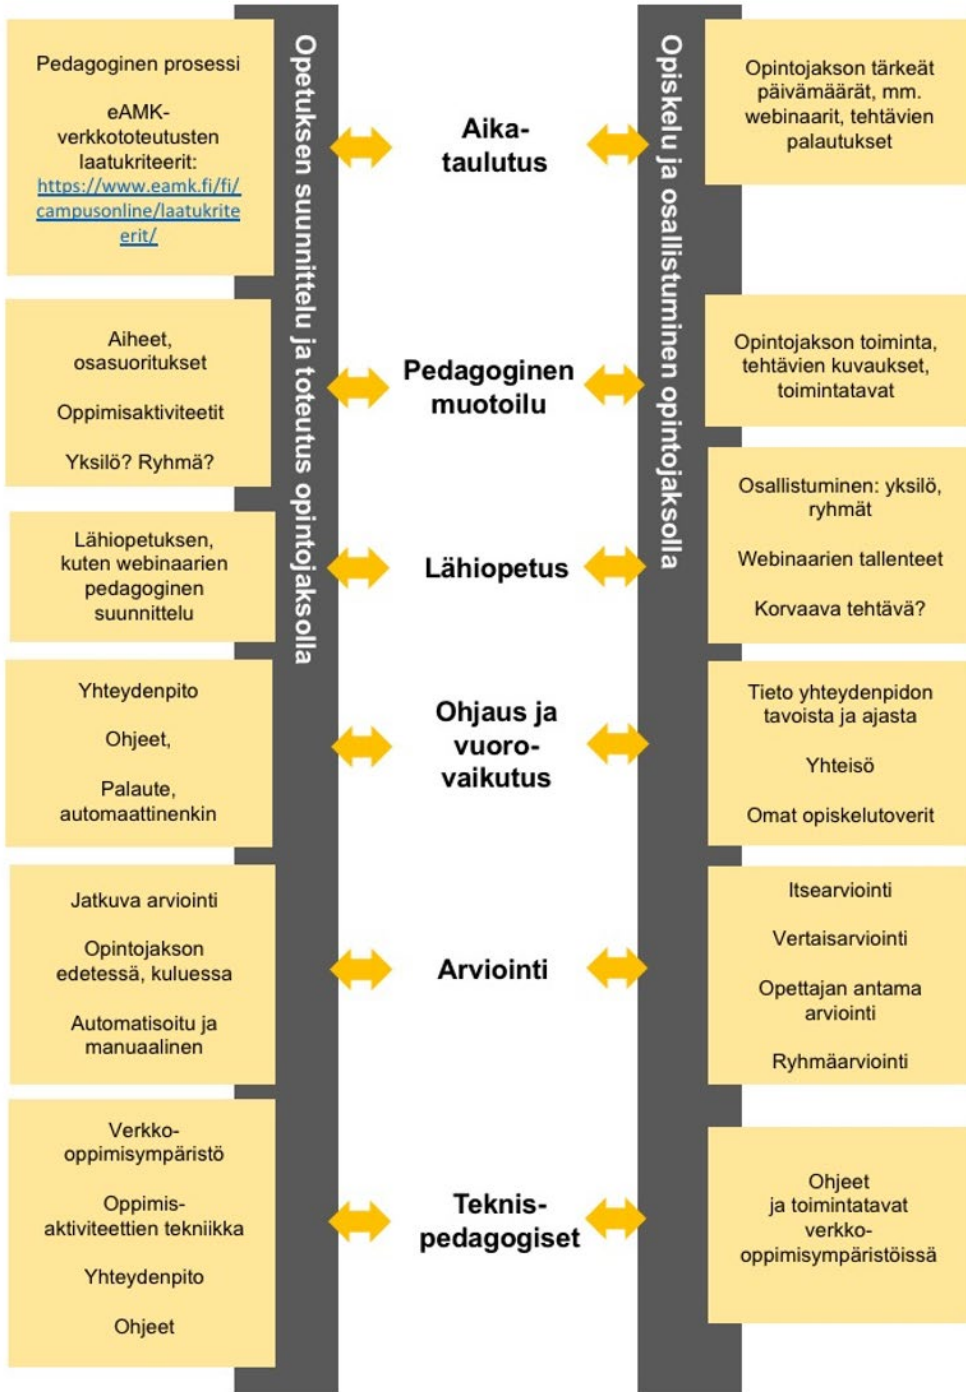 Opetuksen suunnittelu ja toteutus opintojaksolla
Opiskelu ja osallistuminen opintojaksolla
Pedagoginen prosessi
eAMK-
verkkototeutusten
laatukriteerit:
https://www.eamk.fi/fi/
campusonline/laatukrite
erit/
Aika-
taulutus
Opintojakson tärkeät
päivämäärät, mm.
webinaarit, tehtävien
palautukset
Aiheet,
osasuoritukset
Oppimisaktiviteetit
Yksilö? Ryhmä?
Pedagoginen
muotoilu
Opintojakson toiminta,
tehtävien kuvaukset,
toimintatavat
Lähiopetuksen,
kuten webinaarien
pedagoginen
suunnittelu
Lähiopetus
Osallistuminen: yksilö,
ryhmät
Webinaarien tallenteet
Korvaava tehtävä?
Yhteydenpito
Ohjeet,
Palaute,
automaattinenkin
Ohjaus ja
vuoro-
vaikutus
Tieto yhteydenpidon
tavoista ja ajasta
Yhteisö
Omat opiskelutoverit
Jatkuva arviointi
Opintojakson
edetessä, kuluessa
Automatisoitu ja
manuaalinen
Arviointi
Itsearviointi
Vertaisarviointi
Opettajan antama
arviointi
Ryhmäarviointi
Verkko-
oppimisympäristö
Oppimis-
aktiviteettien tekniikka
Yhteydenpito
Ohjeet
Teknis-
pedagogiset
Ohjeet
ja toimintatavat
verkko-
oppimisympäristöissä